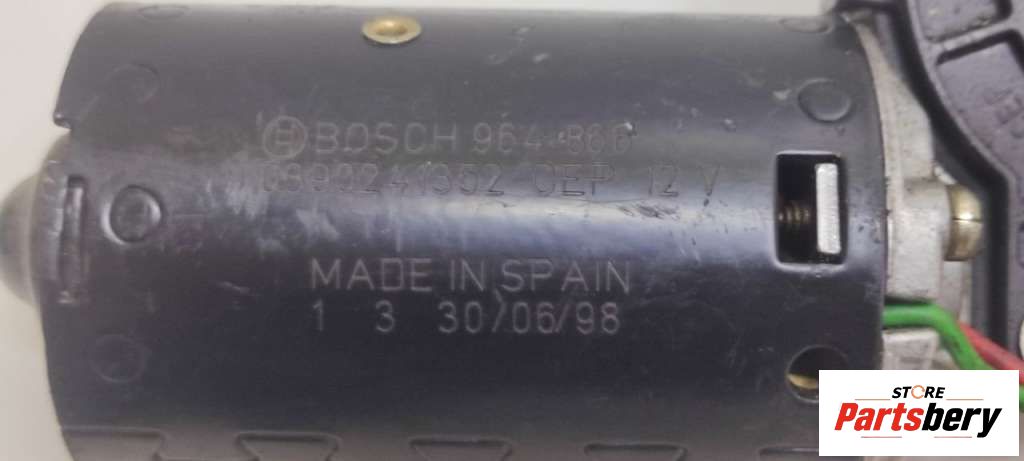 BOSCH 964-866
0390241352 CEP 12 V
MADE IN SPAIN
1 3 30/06/98
STORE
Partsbery